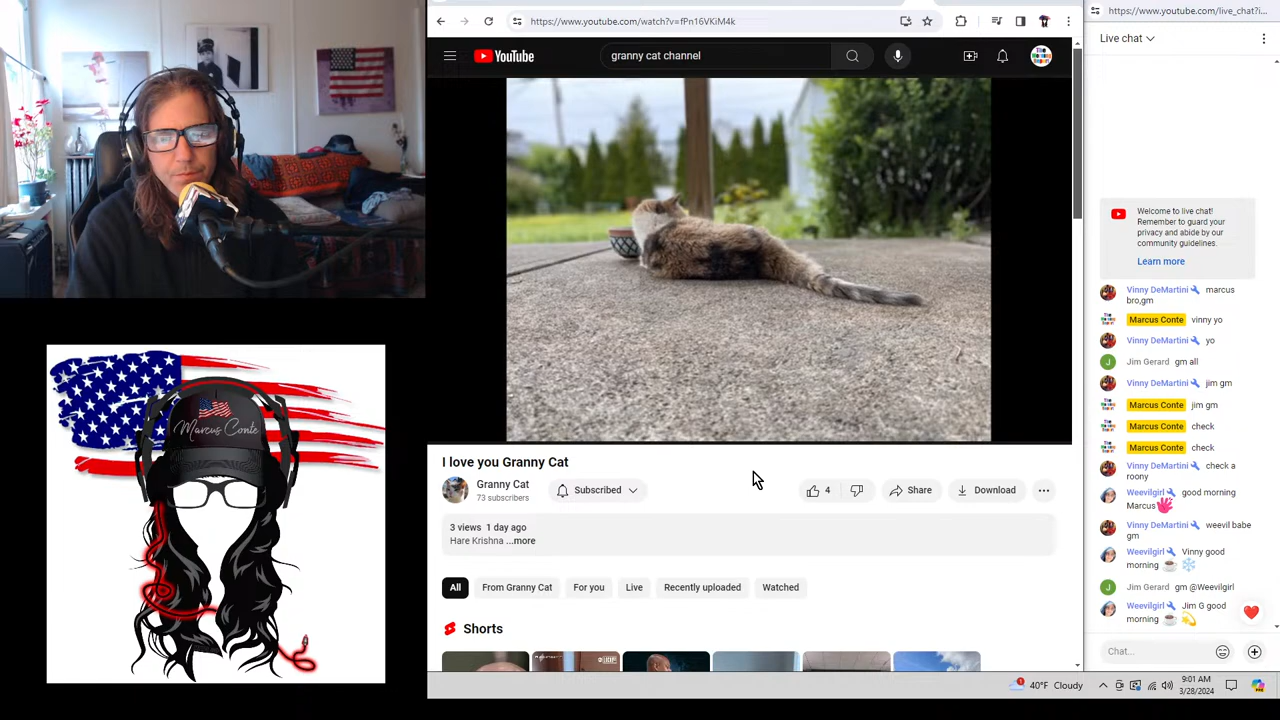 https://www.youtube.com/watch?v=fPn16VKiM4k
YouTube
granny cat channel
Marcus Conte
I love you Granny Cat
Granny Cat
73 subscribers
Subscribed
4
Share
Download
3 views 1 day ago
Hare Krishna ...more
All
From Granny Cat
For you
Live
Recently uploaded
Watched
Shorts
https://www.youtube.com/live_chat?i...
Live chat
Welcome to live chat!
Remember to guard your
privacy and abide by our
community guidelines.
Learn more
Vinny DeMartini marcus
bro,gm
Marcus Conte vinny yo
Vinny DeMartini yo
Jim Gerard gm all
Vinny DeMartini jim gm
Marcus Conte jim gm
Marcus Conte check
Marcus Conte check
Vinny DeMartini check a
roony
Weevilgirl good morning
Marcus
Vinny DeMartini weevil babe
gm
Weevilgirl Vinny good
morning
Jim Gerard gm @Weevilgirl
Weevilgirl Jim G good
morning
Chat...
40°F Cloudy
9:01 AM
3/28/2024